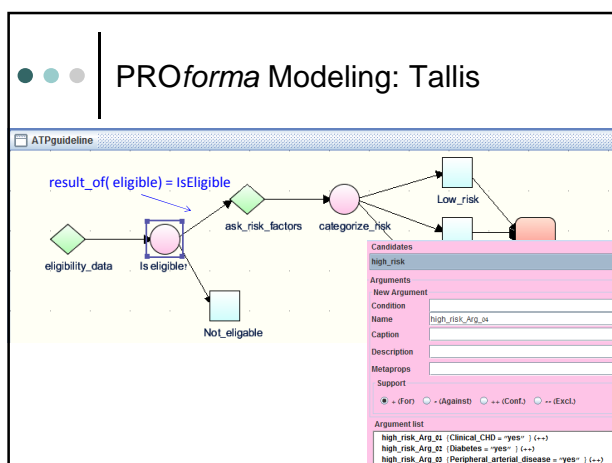 PROforma Modeling: Tallis
ATPguideline
result_of( eligible) = IsEligible
Low_risk
ask_risk_factors
categorize_risk
eligibility_data
Is eligible?
Not_eligable
Candidates
high_risk
Arguments
New Argument
Condition
Name high_risk_Arg_04
Caption
Description
Metaprops
Support
+ (For) - (Against) ++ (Conf.) -- (Excl.)
Argument list
high_risk_Arg_01 {Clinical_CHD = "yes" } (++)
high_risk_Arg_02 {Diabetes = "yes" } (++)
high_risk_Arg_03 {Peripheral_arterial_disease = "yes" } (++)